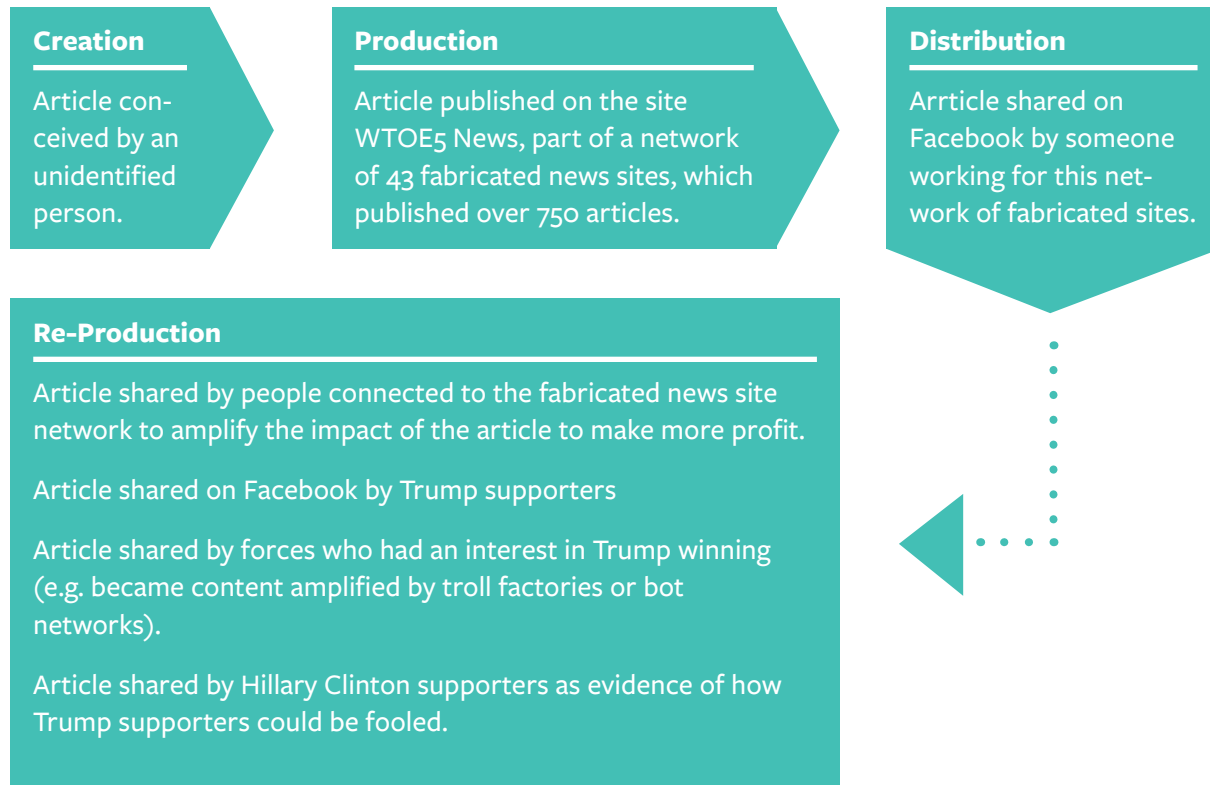 Creation
Article con-
ceived by an
unidentified
person.
Production
Article published on the site
WTOE5 News, part of a network
of 43 fabricated news sites, which
published over 750 articles.
Distribution
Arrticle shared on
Facebook by someone
working for this net-
work of fabricated sites.
Re-Production
Article shared by people connected to the fabricated news site
network to amplify the impact of the article to make more profit.
Article shared on Facebook by Trump supporters
Article shared by forces who had an interest in Trump winning
(e.g. became content amplified by troll factories or bot
networks).
Article shared by Hillary Clinton supporters as evidence of how
Trump supporters could be fooled.